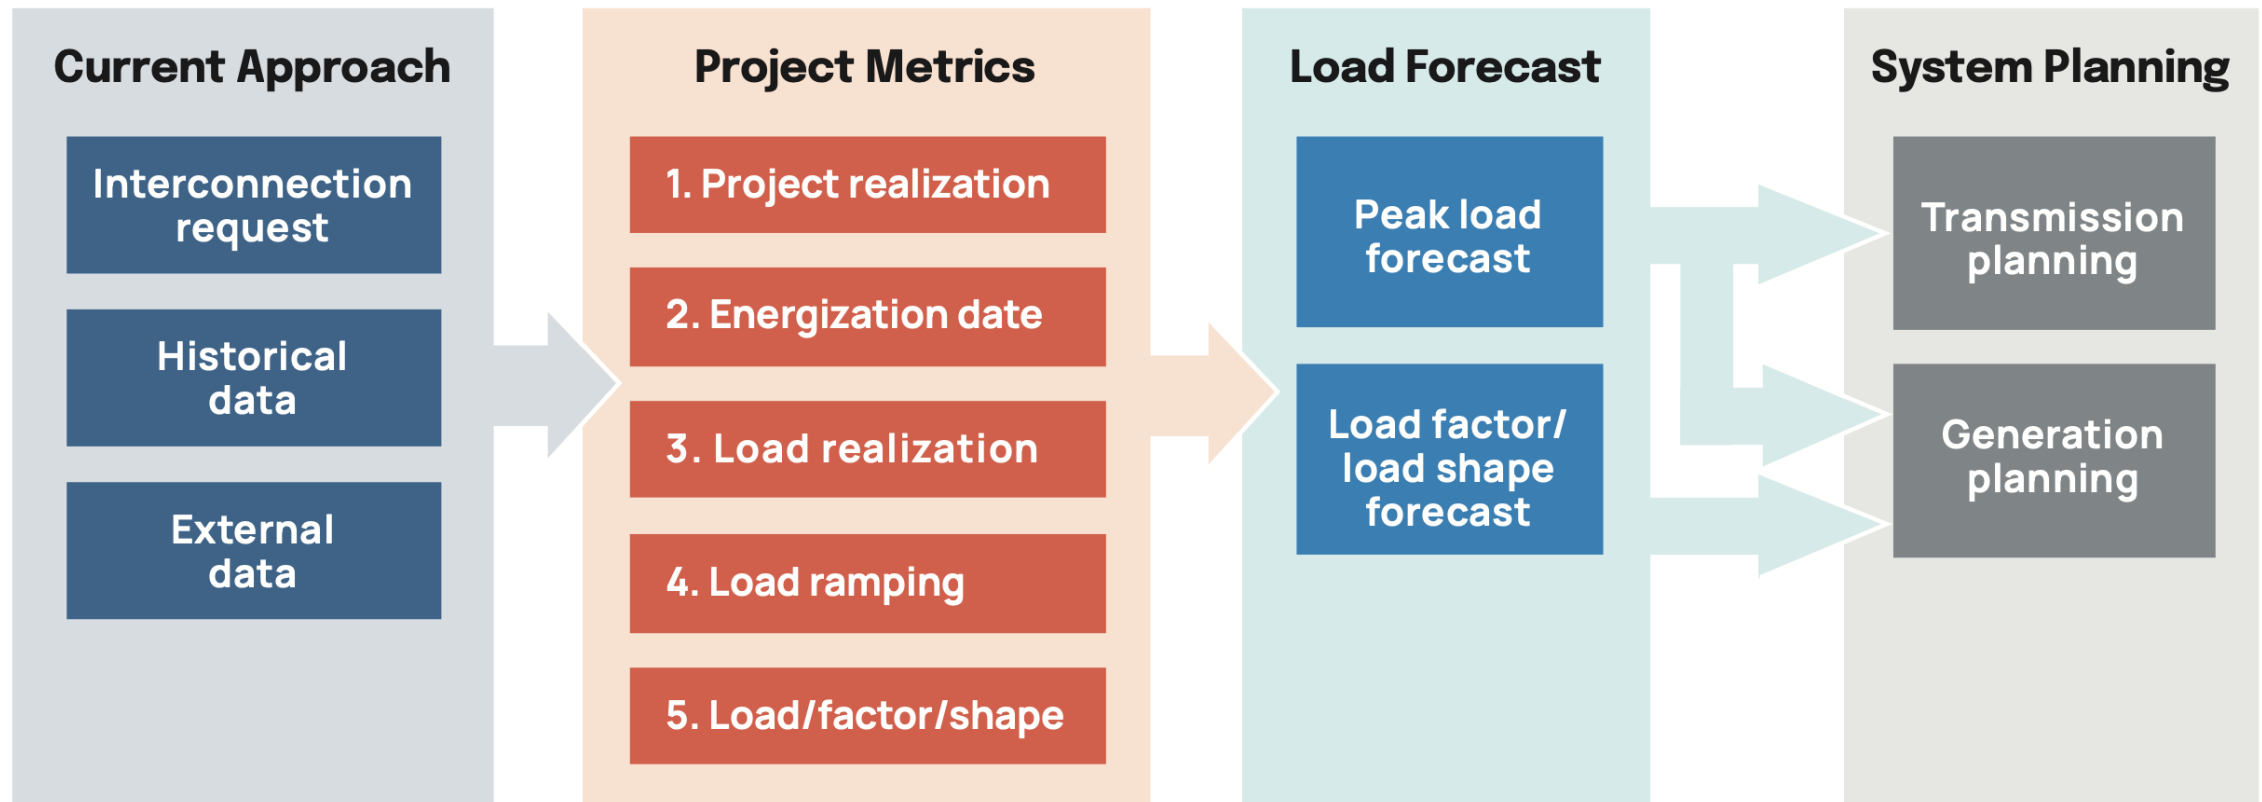 Current Approach
Interconnection
request
Historical
data
External
data
Project Metrics
1. Project realization
2. Energization date
3. Load realization
4. Load ramping
5. Load/factor/shape
Load Forecast
Peak load
forecast
Load factor/
load shape
forecast
System Planning
Transmission
planning
Generation
planning